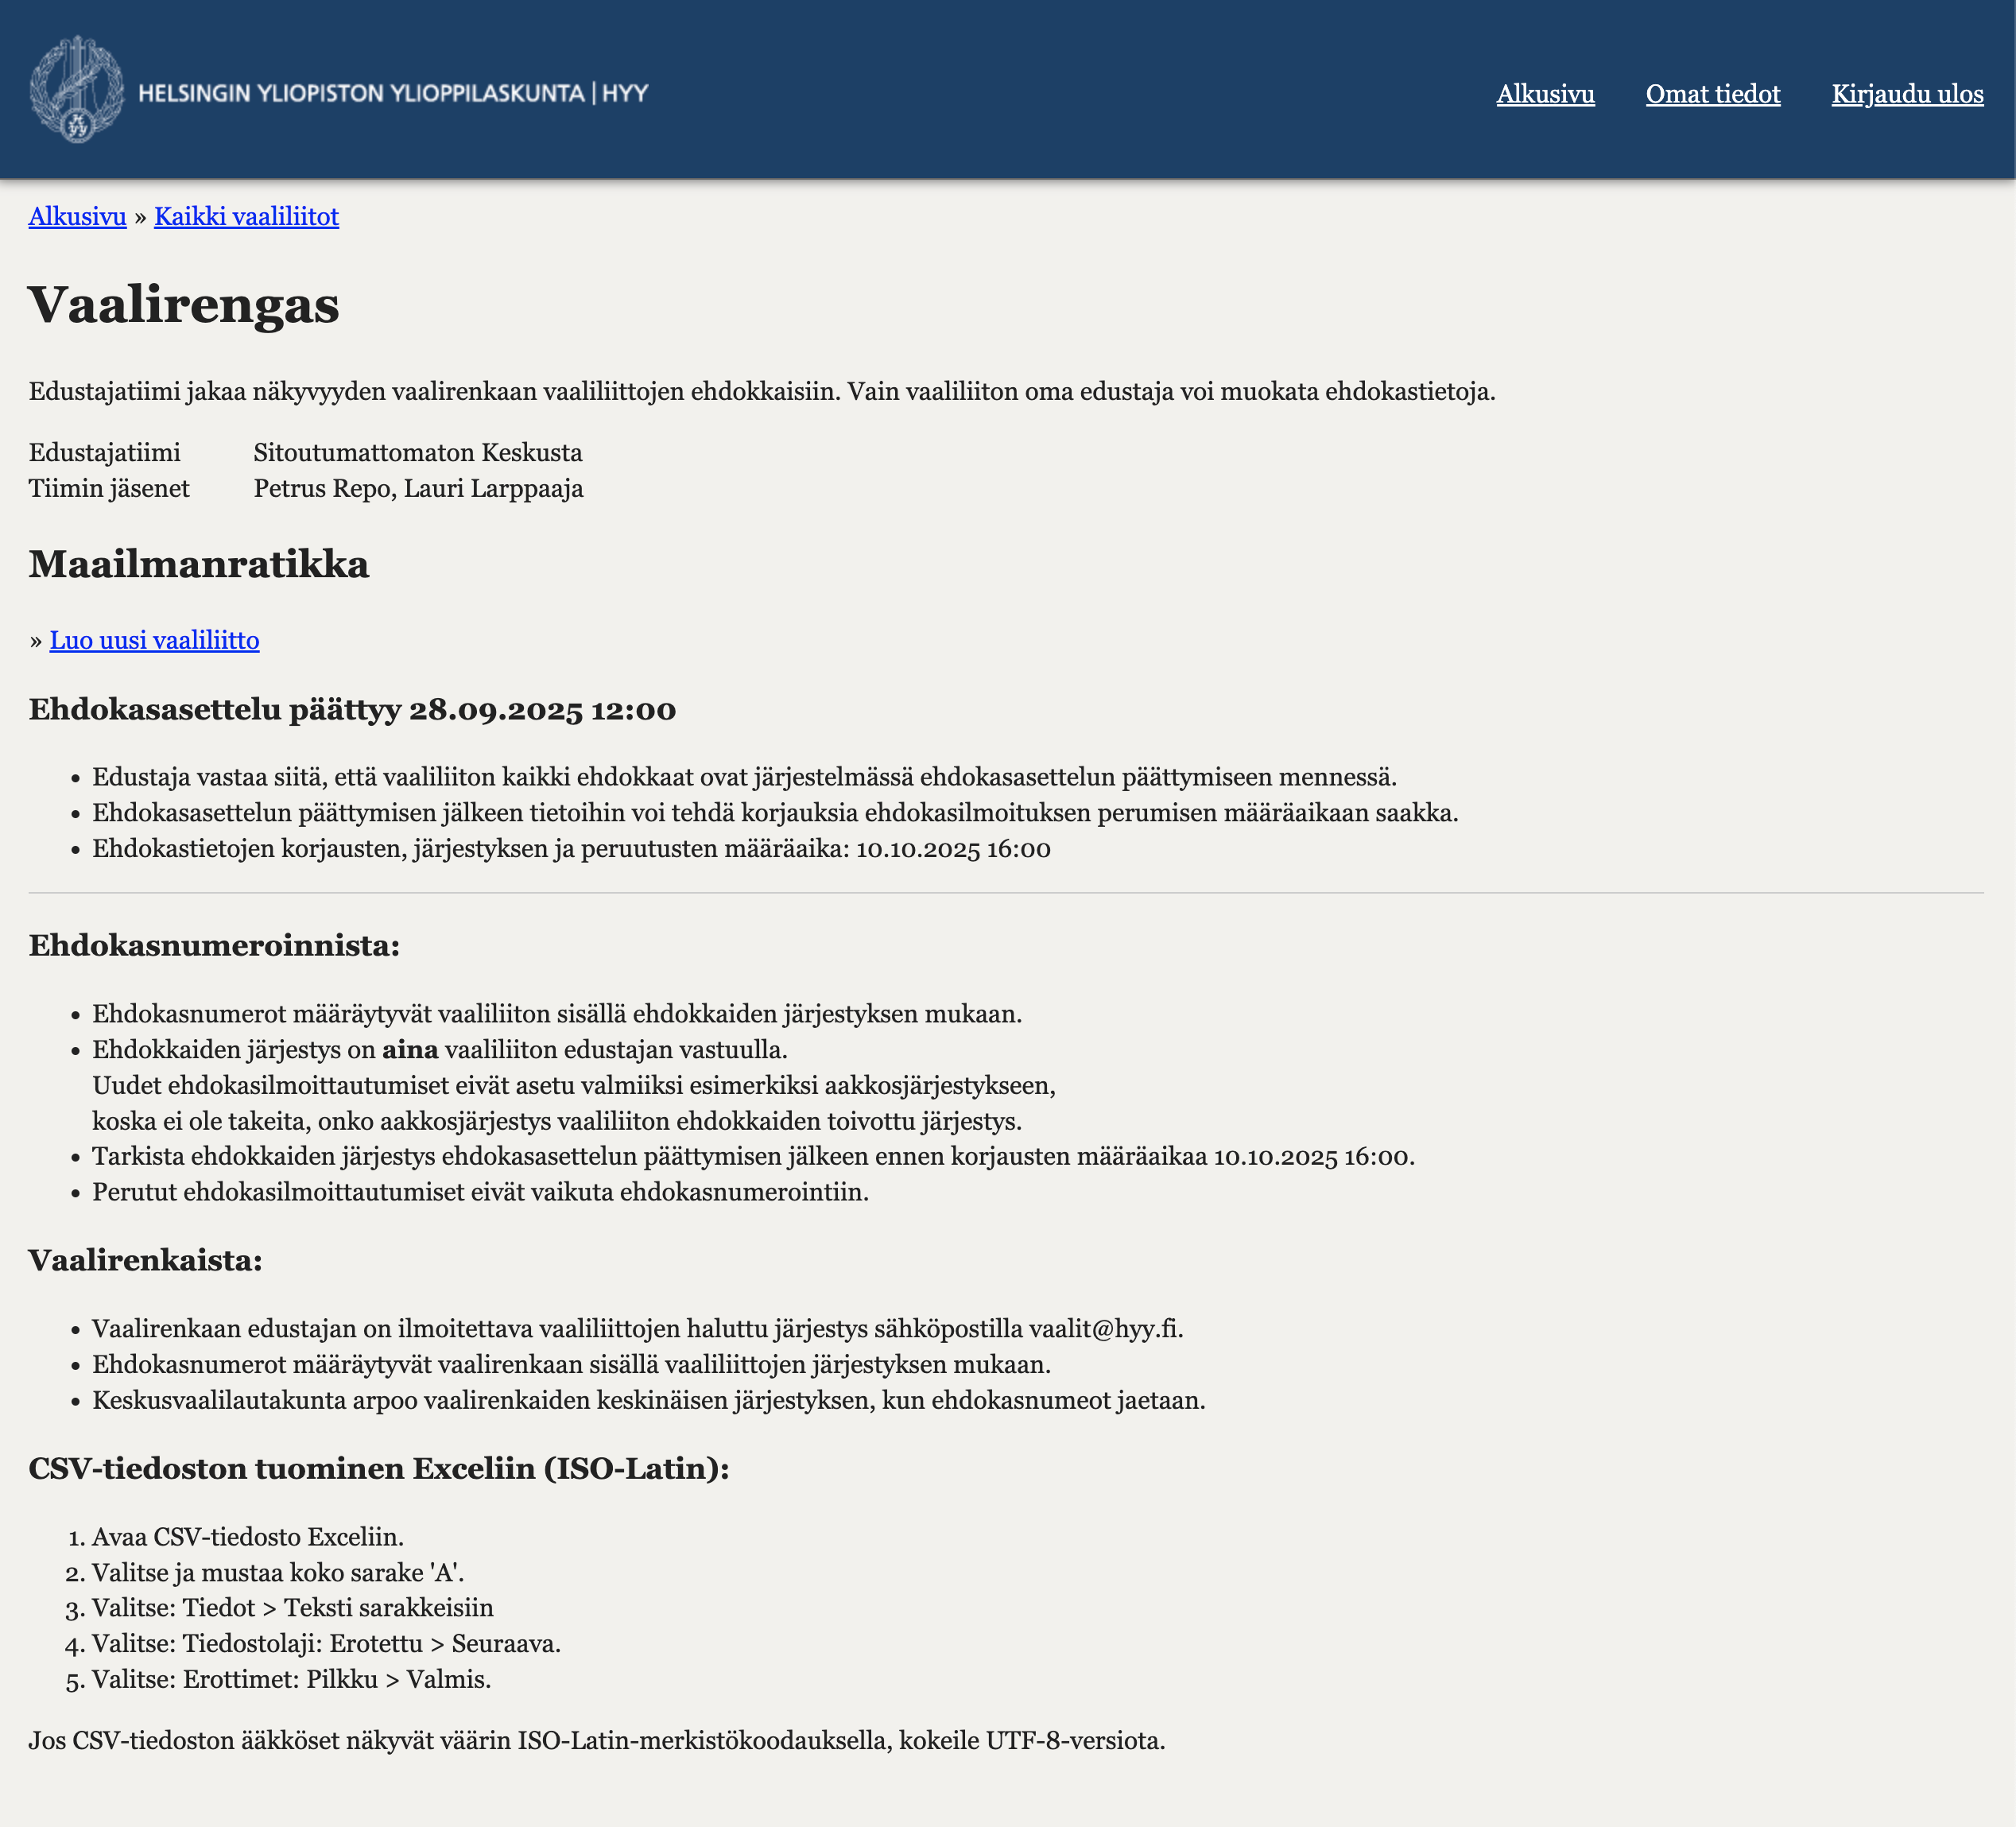 HELSINGIN YLIOPISTON YLIOPPILASKUNTA | HYY
Alkusivu Omat tiedot Kirjaudu ulos
Alkusivu » Kaikki vaaliliitot
Vaalirengas
Edustajatiimi jakaa näkyvyyden vaalirenkaan vaaliliittojen ehdokkaisiin. Vain vaaliliiton oma edustaja voi muokata ehdokastietoja.
Edustajatiimi Sitoutumattomaton Keskusta
Tiimin jäsenet Petrus Repo, Lauri Larppaaja
Maailmanratikka
» Luo uusi vaaliliitto
Ehdokasasettelu päättyy 28.09.2025 12:00
• Edustaja vastaa siitä, että vaaliliiton kaikki ehdokkaat ovat järjestelmässä ehdokasasettelun päättymiseen mennessä.
• Ehdokasasettelun päättymisen jälkeen tietoihin voi tehdä korjauksia ehdokasilmoituksen perumisen määräaikaan saakka.
• Ehdokastietojen korjausten, järjestyksen ja peruutusten määräaika: 10.10.2025 16:00
Ehdokasnumeroinnista:
• Ehdokasnumerot määräytyvät vaaliliiton sisällä ehdokkaiden järjestyksen mukaan.
• Ehdokkaiden järjestys on aina vaaliliiton edustajan vastuulla.
Uudet ehdokasilmoittautumiset eivät asetu valmiiksi esimerkiksi aakkosjärjestykseen,
koska ei ole takeita, onko aakkosjärjestys vaaliliiton ehdokkaiden toivottu järjestys.
• Tarkista ehdokkaiden järjestys ehdokasasettelun päättymisen jälkeen ennen korjausten määräaikaa 10.10.2025 16:00.
• Perutut ehdokasilmoittautumiset eivät vaikuta ehdokasnumerointiin.
Vaalirenkaista:
• Vaalirenkaan edustajan on ilmoitettava vaaliliittojen haluttu järjestys sähköpostilla vaalit@hyy.fi.
• Ehdokasnumerot määräytyvät vaalirenkaan sisällä vaaliliittojen järjestyksen mukaan.
• Keskusvaalilautakunta arpoo vaalirenkaiden keskinäisen järjestyksen, kun ehdokasnumeot jaetaan.
CSV-tiedoston tuominen Exceliin (ISO-Latin):
1. Avaa CSV-tiedosto Exceliin.
2. Valitse ja mustaa koko sarake 'A'.
3. Valitse: Tiedot > Teksti sarakkeisiin
4. Valitse: Tiedostolaji: Erotettu > Seuraava.
5. Valitse: Erottimet: Pilkku > Valmis.
Jos CSV-tiedoston ääkköset näkyvät väärin ISO-Latin-merkistökoodauksella, kokeile UTF-8-versiota.